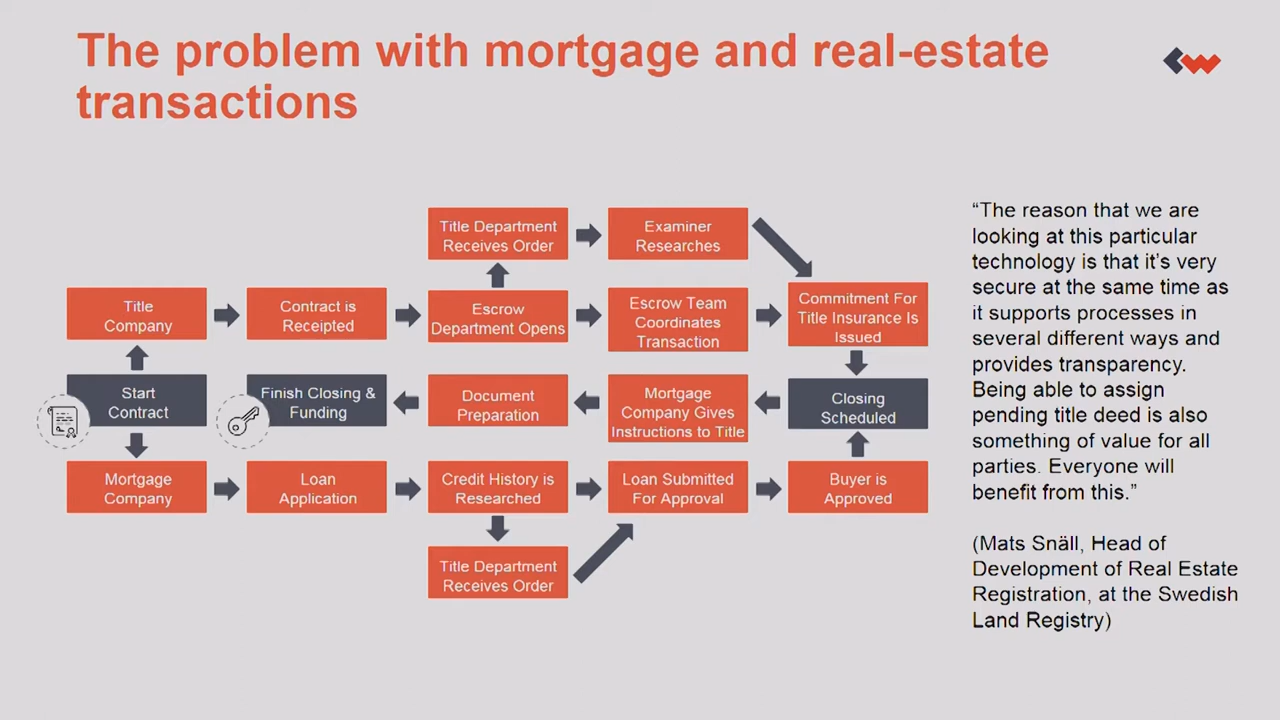 The problem with mortgage and real-estate
transactions
Title Department
Receives Order
Examiner
Researches
Title
Company
Contract is
Receipted
Escrow
Department Opens
Escrow Team
Coordinates
Transaction
Commitment For
Title Insurance Is
Issued
Start
Contract
Finish Closing &
Funding
Document
Preparation
Mortgage
Company Gives
Instructions to Title
Closing
Scheduled
Mortgage
Company
Loan
Application
Credit History is
Researched
Loan Submitted
For Approval
Buyer is
Approved
Title Department
Receives Order
“The reason that we are
looking at this particular
technology is that it’s very
secure at the same time as
it supports processes in
several different ways and
provides transparency.
Being able to assign
pending title deed is also
something of value for all
parties. Everyone will
benefit from this.”
(Mats Snäll, Head of
Development of Real Estate
Registration, at the Swedish
Land Registry)